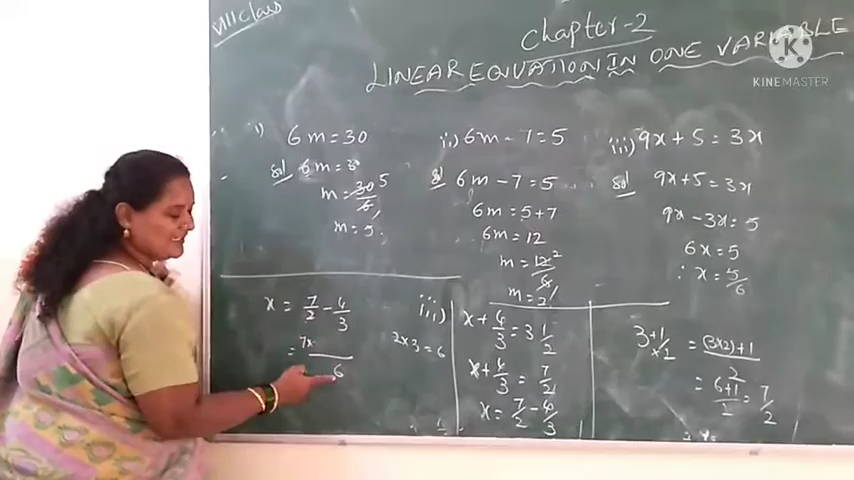 VIII class
Chapter-2
LINEAR EQUATION IN ONE VARIABLE
K
KINEMASTER
i) 6m = 30
sol 6m = 30
m = 30/6 5
m = 5
ii) 6m - 7 = 5
sol 6m - 7 = 5
6m = 5+7
6m = 12
m = 12/6 2
m = 2
iii) 9x + 5 = 3x
sol 9x + 5 = 3x
9x - 3x = 5
6x = 5
∴ x = 5/6
x = 7/2 - 4/3
= 7x /6
2x3 = 6
iii) x + 4/3 = 3 1/2
x + 4/3 = 7/2
x = 7/2 - 4/3
3 + 1/x2 = (3x2)+1/2
= 6+1/2 = 7/2